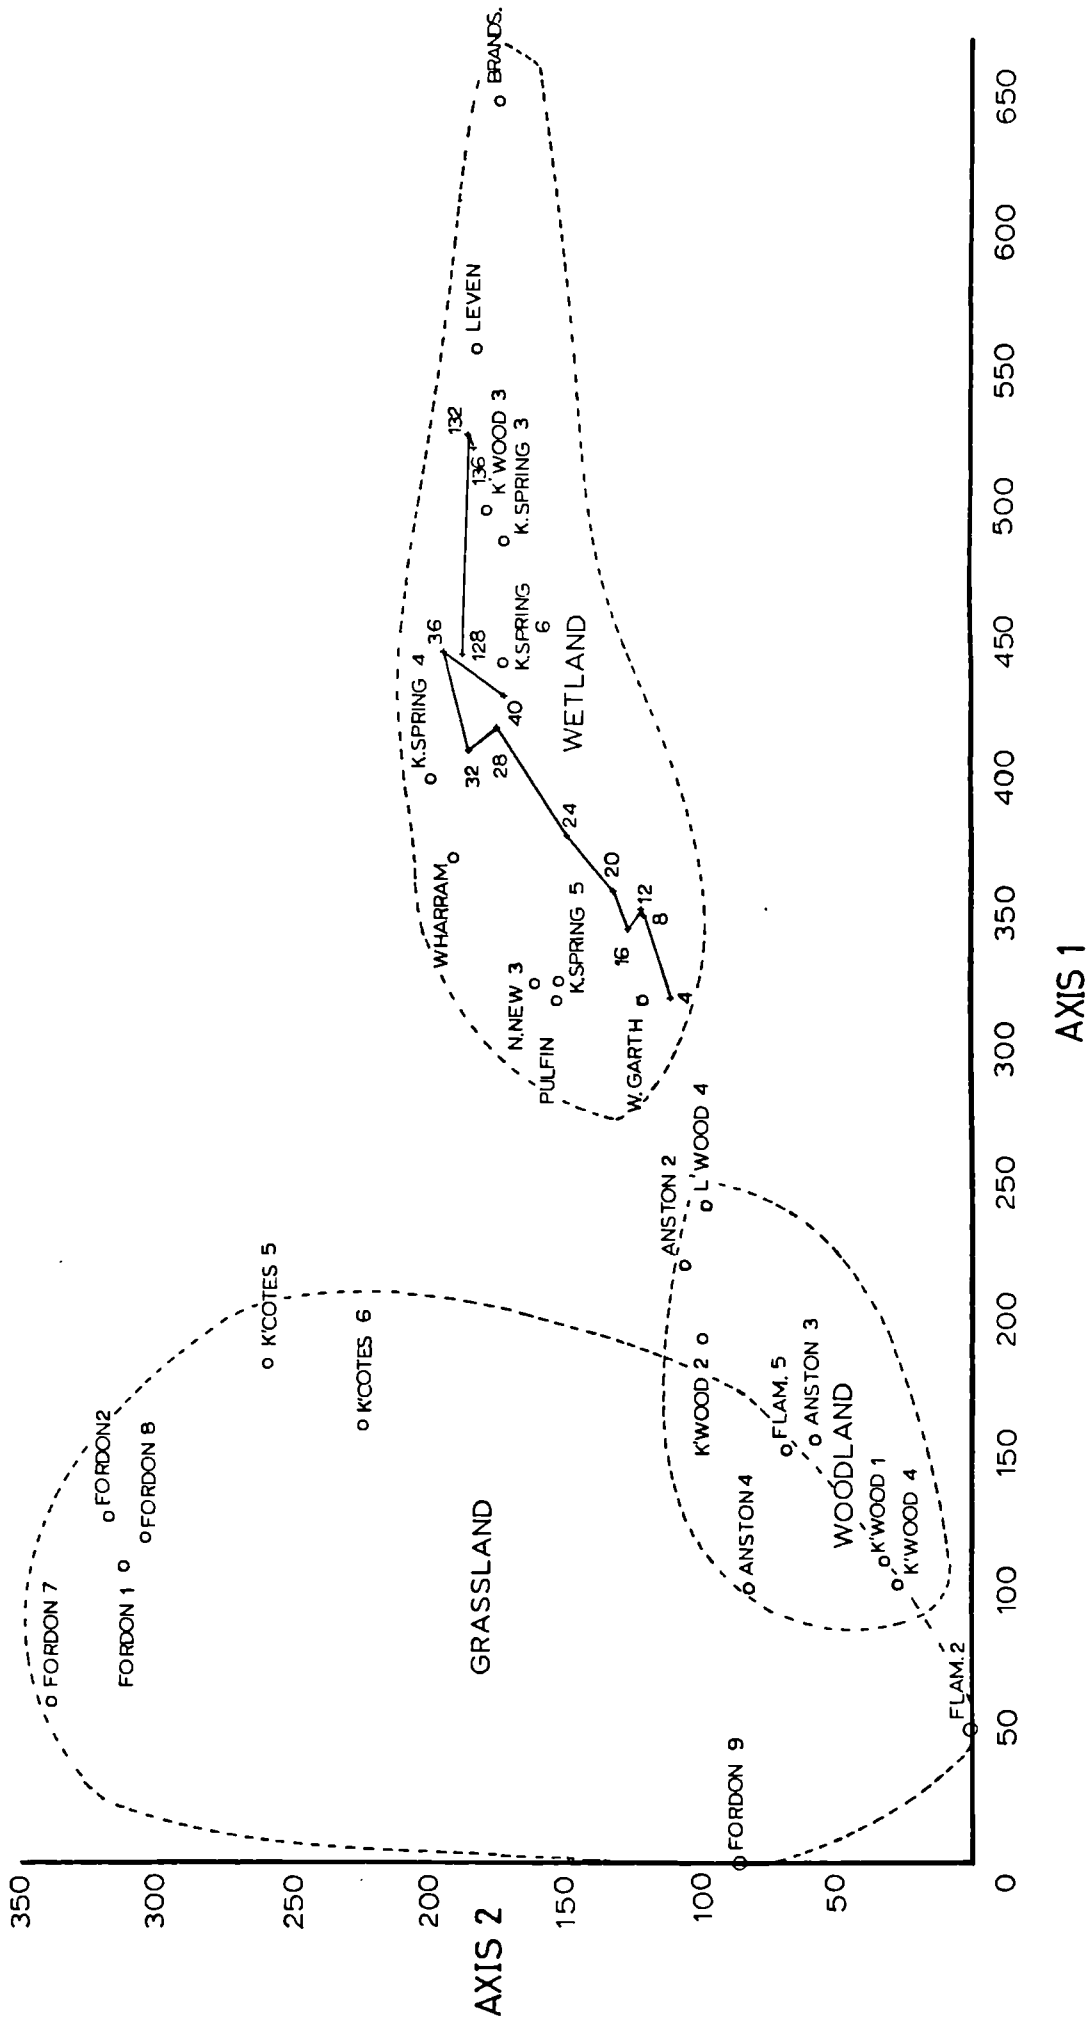 350
300
250
200
150
100
50
0
AXIS 2
50
100
150
200
250
300
350
400
450
500
550
600
650
AXIS 1
GRASSLAND
FORDON 7
FORDON 1
FORDON2
FORDON 8
K'COTES 5
K'COTES 6
FORDON 9
FLAM.2
WOODLAND
ANSTON 4
K'WOOD 2
ANSTON 2
L'WOOD 4
FLAM. 5
ANSTON 3
K'WOOD 1
K'WOOD 4
WETLAND
WHARRAM
K.SPRING 4
N.NEW 3
PULFIN
K.SPRING 5
W.GARTH
K.SPRING
6
K'WOOD 3
K.SPRING 3
LEVEN
BRANDS.
4
8
12
16
20
24
28
32
36
40
128
132
136